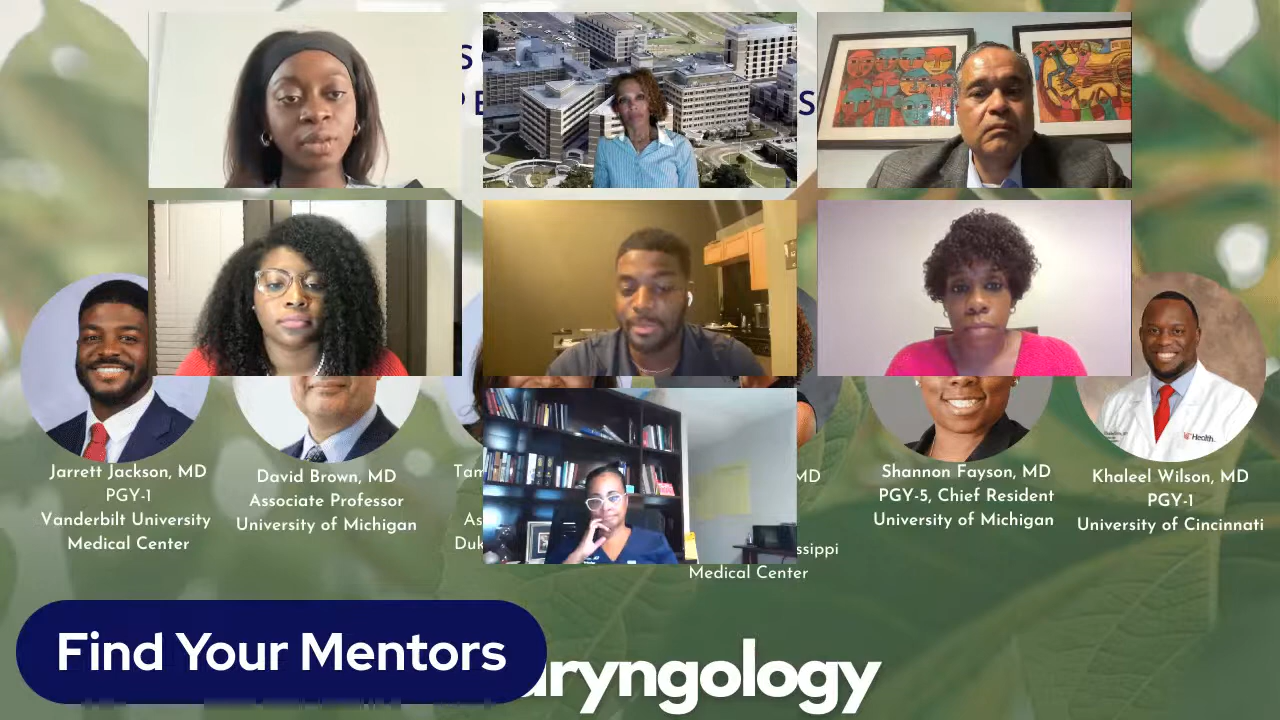 Jarrett Jackson, MD
PGY-1
Vanderbilt University
Medical Center
David Brown, MD
Associate Professor
University of Michigan
MD
Medical Center
Shannon Fayson, MD
PGY-5, Chief Resident
University of Michigan
Khaleel Wilson, MD
PGY-1
University of Cincinnati
Health
Find Your Mentors
aryngology